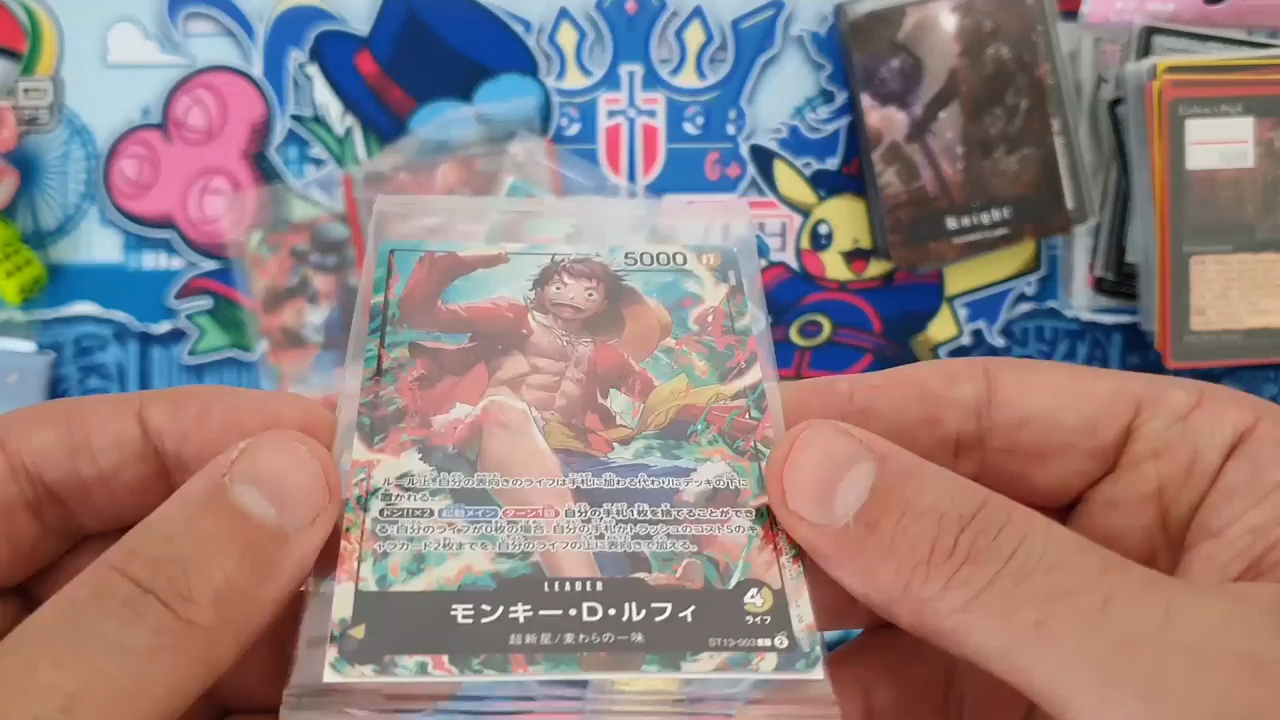 6+
Knight
5000
ルール上、自分の表向きのライフは手札に加わる代わりにデッキの下に
置かれる。
ドン!!×2 起動メイン ターン1回 自分の手札1枚を捨てることができ
る:自分のライフが0枚の場合、自分の手札かトラッシュのコスト5のキ
ャラカード2枚までを、自分のライフの上に表向きで加える。
LEADER
モンキー・D・ルフィ
4
ライフ
超新星/麦わらの一味
ST13-003 L 2